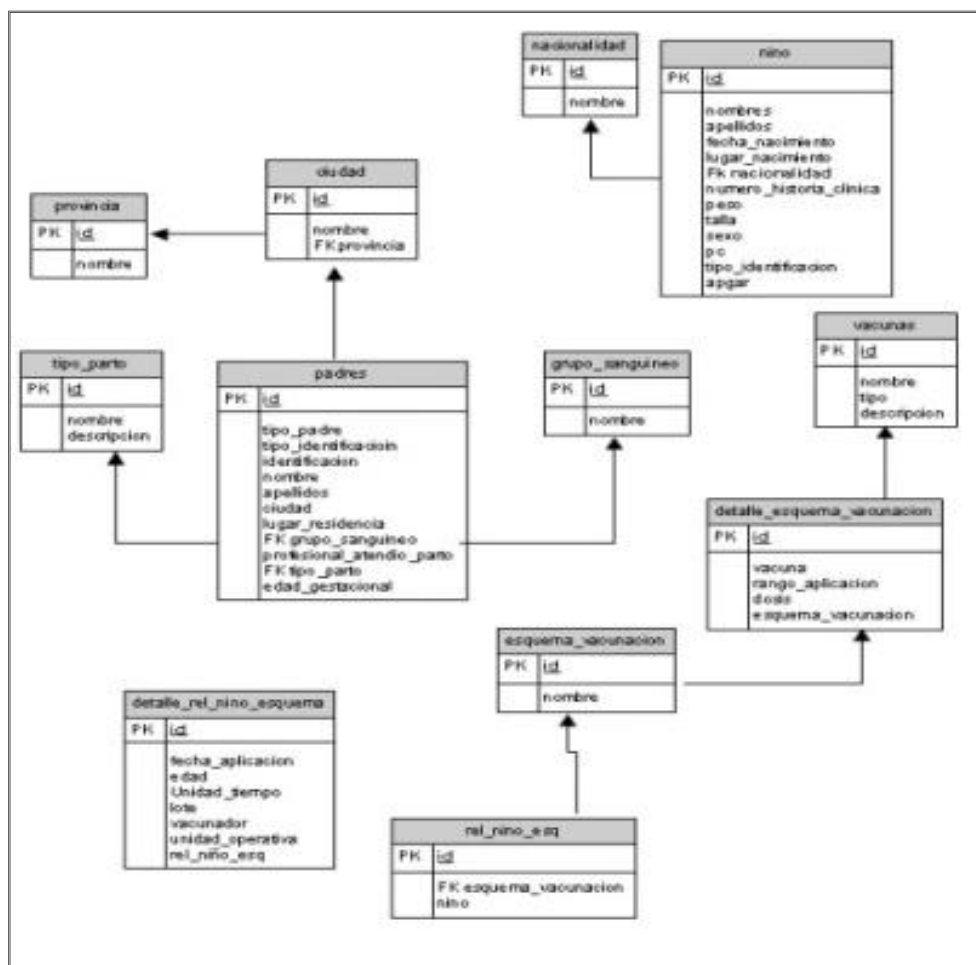 nacionalidad
PK id
nombre
nino
PK id
nombres
apellidos
fecha_nacimiento
lugar_nacimiento
Fk nacionalidad
numero_historia_clinica
peso
talla
sexo
pc
tipo_identificacion
apgar
ciudad
PK id
nombre
FK provincia
provincia
PK id
nombre
tipo_parto
PK id
nombre
descripcion
padres
PK id
tipo_padre
tipo_identificacioin
identificacion
nombre
apellidos
ciudad
lugar_residencia
FK grupo_sanguineo
profesional_atendio_parto
FK tipo_parto
edad_gestacional
grupo_sanguineo
PK id
nombre
vacunas
PK id
nombre
tipo
descripcion
detalle_esquema_vacunacion
PK id
vacuna
rango_aplicacion
dosis
esquema_vacunacion
esquema_vacunacion
PK id
nombre
detalle_rel_nino_esquema
PK id
fecha_aplicacion
edad
Unidad_tiempo
lote
vacunador
unidad_operativa
rel_niño_esq
rel_nino_esq
PK id
FK esquema_vacunacion
nino